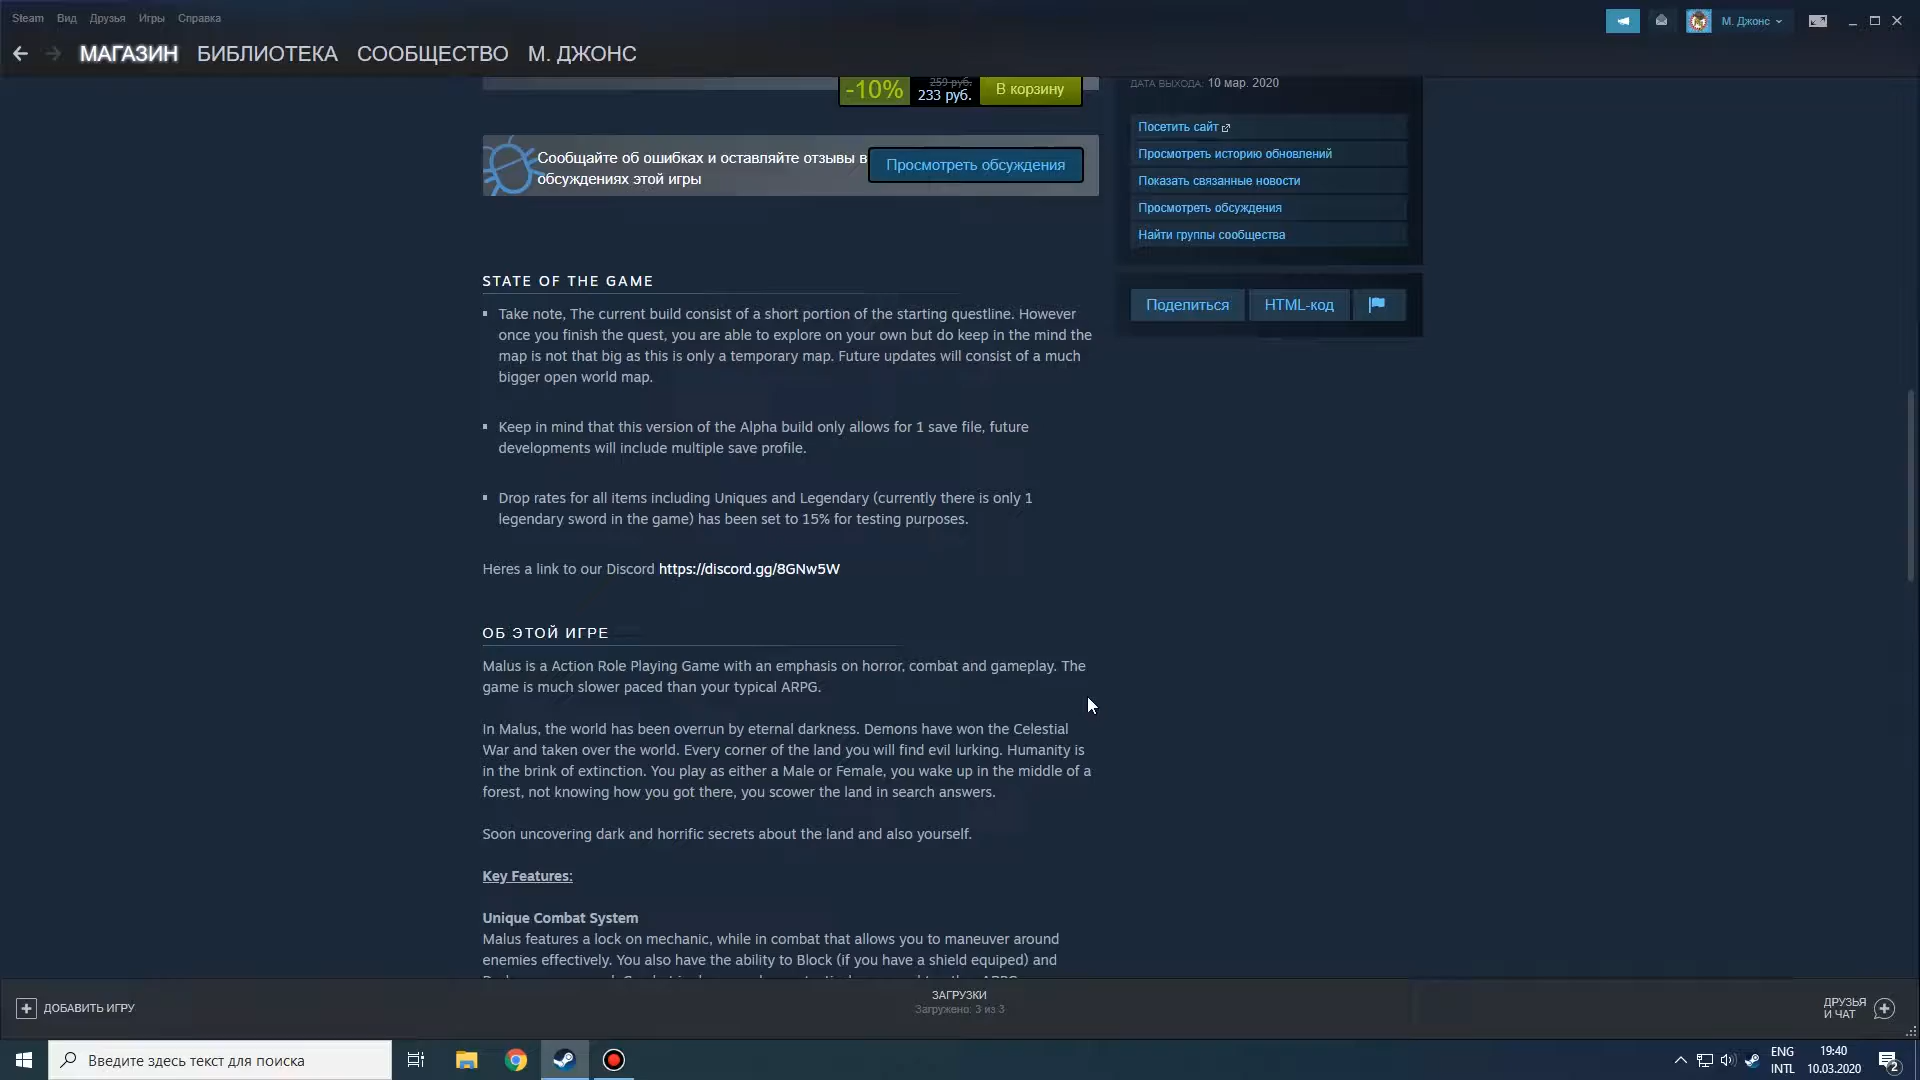 Steam Вид Друзья Игры Справка
М. Джонс
МАГАЗИН БИБЛИОТЕКА СООБЩЕСТВО М. ДЖОНС
-10% 259 руб. 233 руб. В корзину
ДАТА ВЫХОДА: 10 мар. 2020
Посетить сайт
Просмотреть историю обновлений
Показать связанные новости
Просмотреть обсуждения
Найти группы сообщества
Поделиться HTML-код
Сообщайте об ошибках и оставляйте отзывы в
обсуждениях этой игры
Просмотреть обсуждения
STATE OF THE GAME
Take note, The current build consist of a short portion of the starting questline. However
once you finish the quest, you are able to explore on your own but do keep in the mind the
map is not that big as this is only a temporary map. Future updates will consist of a much
bigger open world map.
Keep in mind that this version of the Alpha build only allows for 1 save file, future
developments will include multiple save profile.
Drop rates for all items including Uniques and Legendary (currently there is only 1
legendary sword in the game) has been set to 15% for testing purposes.
Heres a link to our Discord https://discord.gg/8GNw5W
ОБ ЭТОЙ ИГРЕ
Malus is a Action Role Playing Game with an emphasis on horror, combat and gameplay. The
game is much slower paced than your typical ARPG.
In Malus, the world has been overrun by eternal darkness. Demons have won the Celestial
War and taken over the world. Every corner of the land you will find evil lurking. Humanity is
in the brink of extinction. You play as either a Male or Female, you wake up in the middle of a
forest, not knowing how you got there, you scower the land in search answers.
Soon uncovering dark and horrific secrets about the land and also yourself.
Key Features:
Unique Combat System
Malus features a lock on mechanic, while in combat that allows you to maneuver around
enemies effectively. You also have the ability to Block (if you have a shield equiped) and
ДОБАВИТЬ ИГРУ
ЗАГРУЗКИ
Загружено: 3 из 3
ДРУЗЬЯ
И ЧАТ
Введите здесь текст для поиска
ENG
INTL
19:40
10.03.2020
2